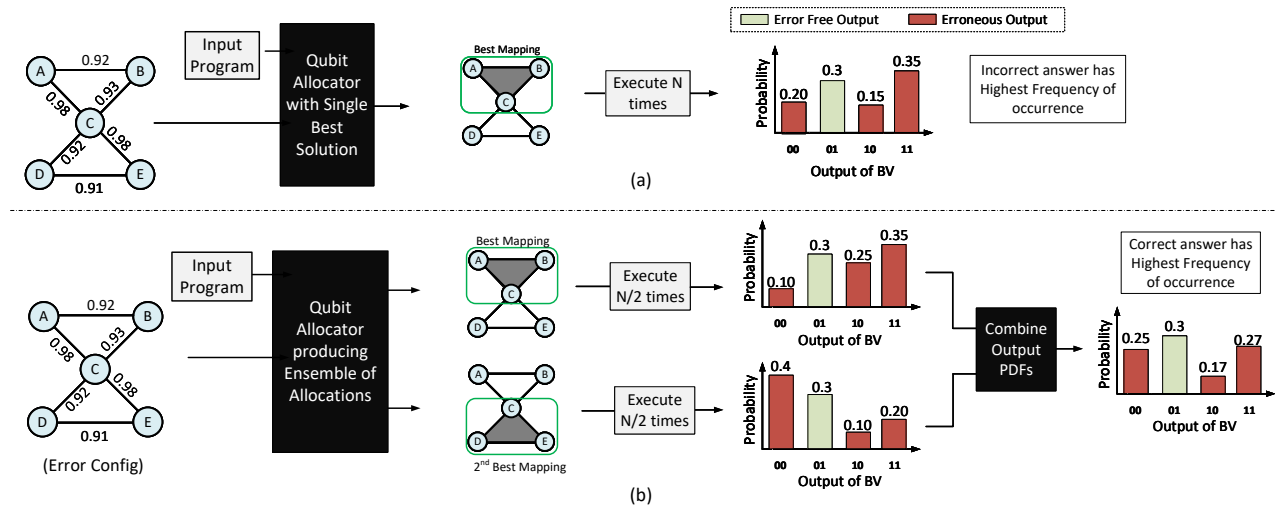 Error Free Output
Erroneous Output
A
0.92
B
0.98
0.93
C
0.92
0.98
D
0.91
E
Input
Program
Qubit
Allocator
with Single
Best
Solution
Best Mapping
A
B
C
D
E
Execute N
times
Probability
0.20
0.3
0.15
0.35
00
01
10
11
Output of BV
Incorrect answer has
Highest Frequency of
occurrence
(a)
A
0.92
B
0.98
0.93
C
0.92
0.98
D
0.91
E
(Error Config)
Input
Program
Qubit
Allocator
producing
Ensemble of
Allocations
Best Mapping
A
B
C
D
E
Execute
N/2 times
Probability
0.10
0.3
0.25
0.35
00
01
10
11
Output of BV
A
B
C
D
E
2nd Best Mapping
Execute
N/2 times
Probability
0.4
0.3
0.10
0.20
00
01
10
11
Output of BV
Combine
Output
PDFs
Correct answer has
Highest Frequency
of occurrence
Probability
0.25
0.3
0.17
0.27
00
01
10
11
Output of BV
(b)